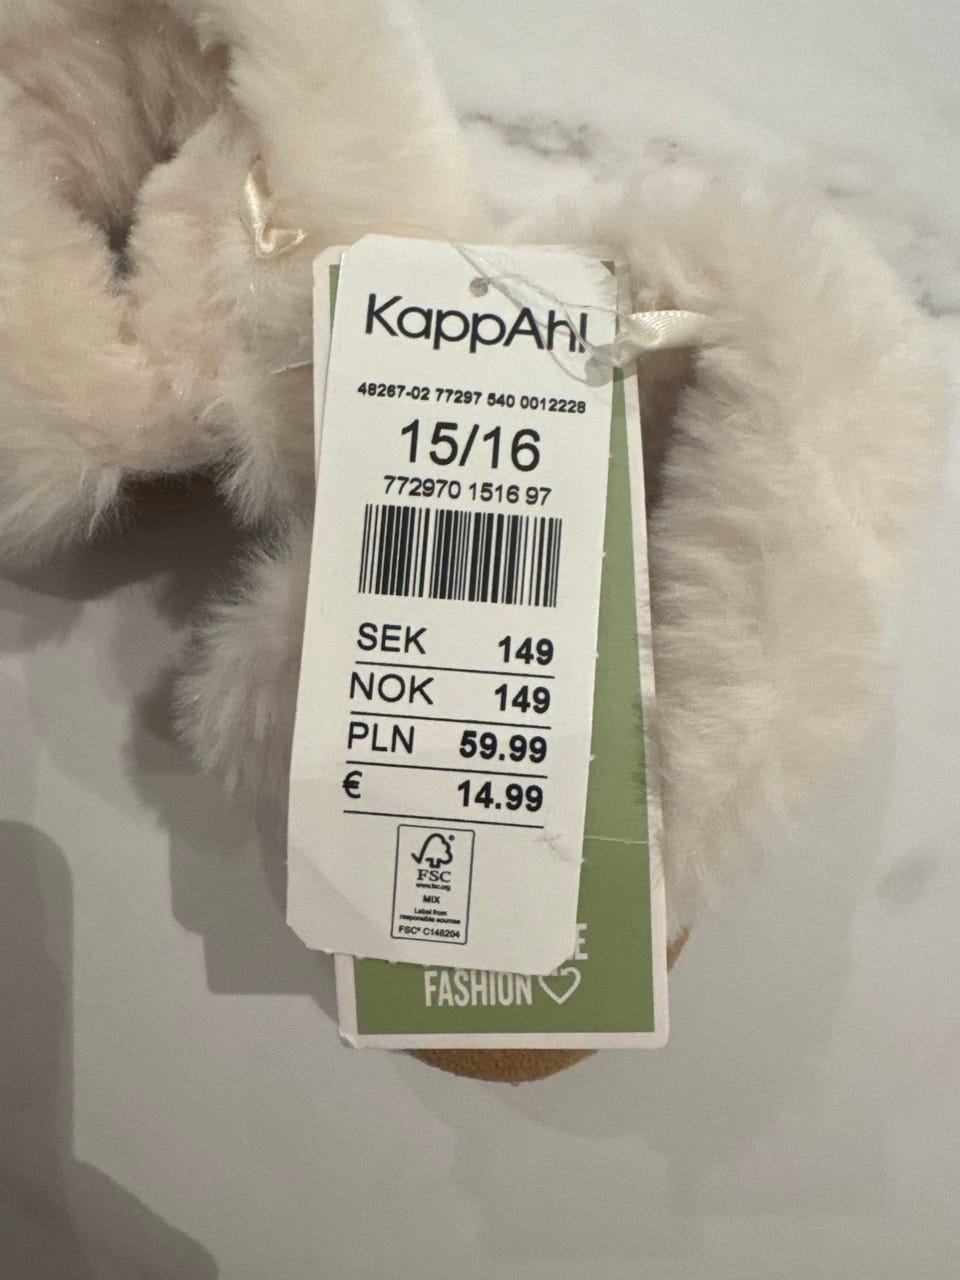 KappAhl
48267-02 77297 540 0012228
15/16
772970 1516 97
SEK 149
NOK 149
PLN 59.99
€ 14.99
FSC
www.fsc.org
MIX
Label from
responsible sources
FSC® C148204
FASHION